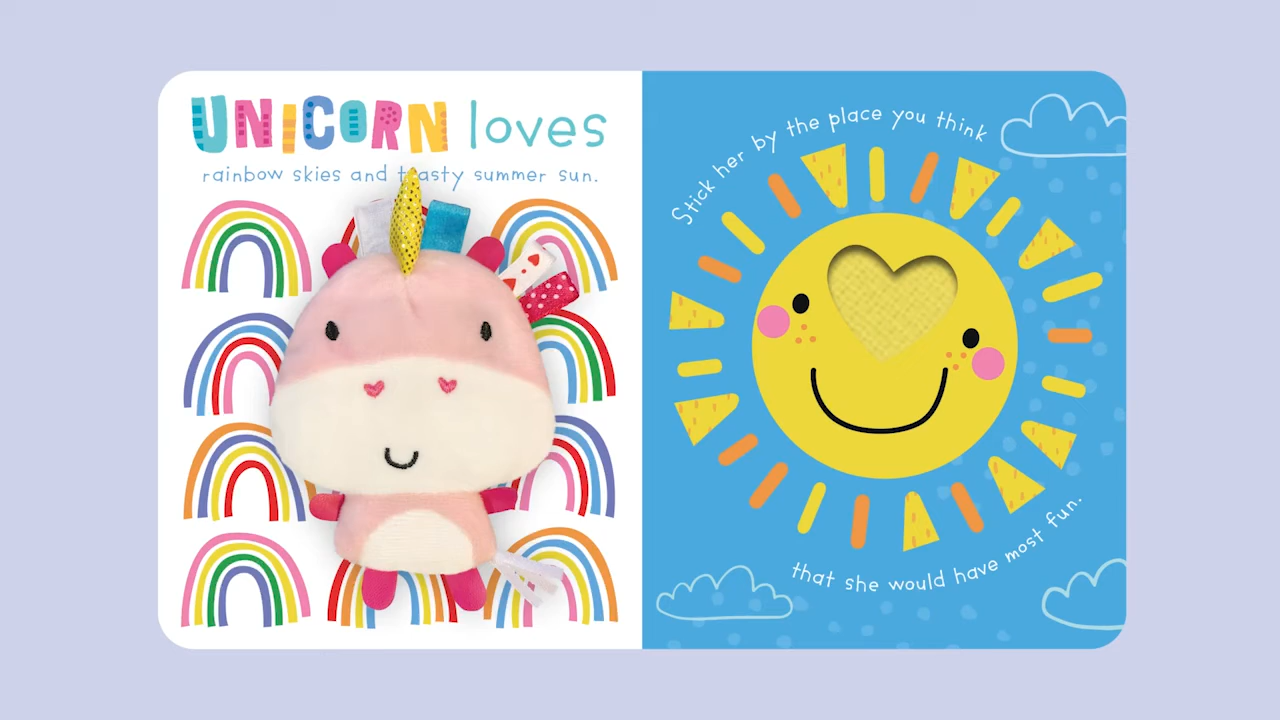 UNICORN loves
rainbow skies and toasty summer sun.
Stick her by the place you think
that she would have most fun.